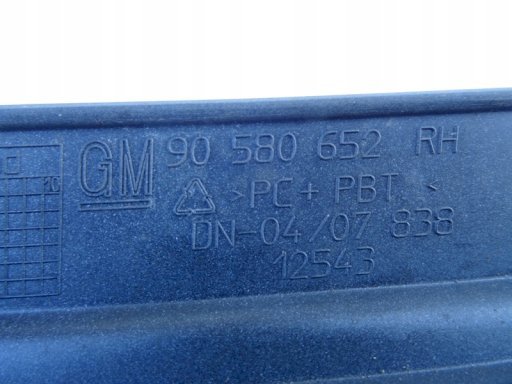 GM 90 580 652 RH
>PC + PBT <
DN-04/07 838
12543